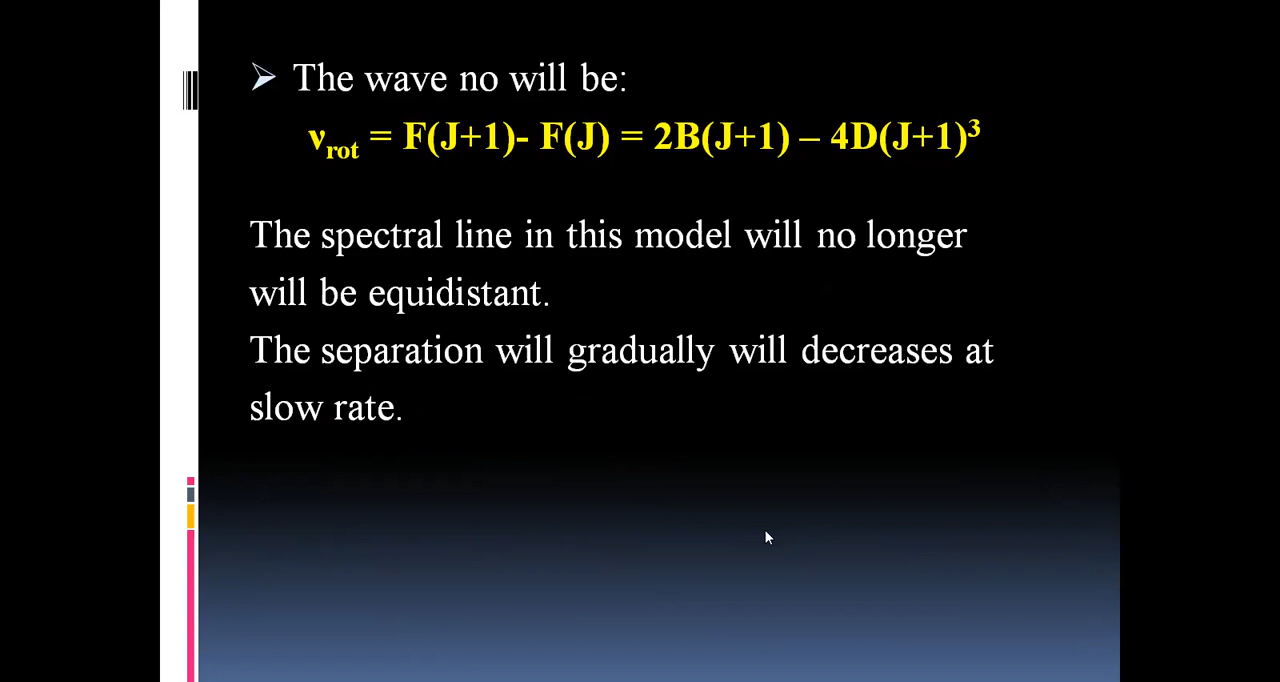 ➢ The wave no will be:
νrot = F(J+1)- F(J) = 2B(J+1) – 4D(J+1)³
The spectral line in this model will no longer
will be equidistant.
The separation will gradually will decreases at
slow rate.